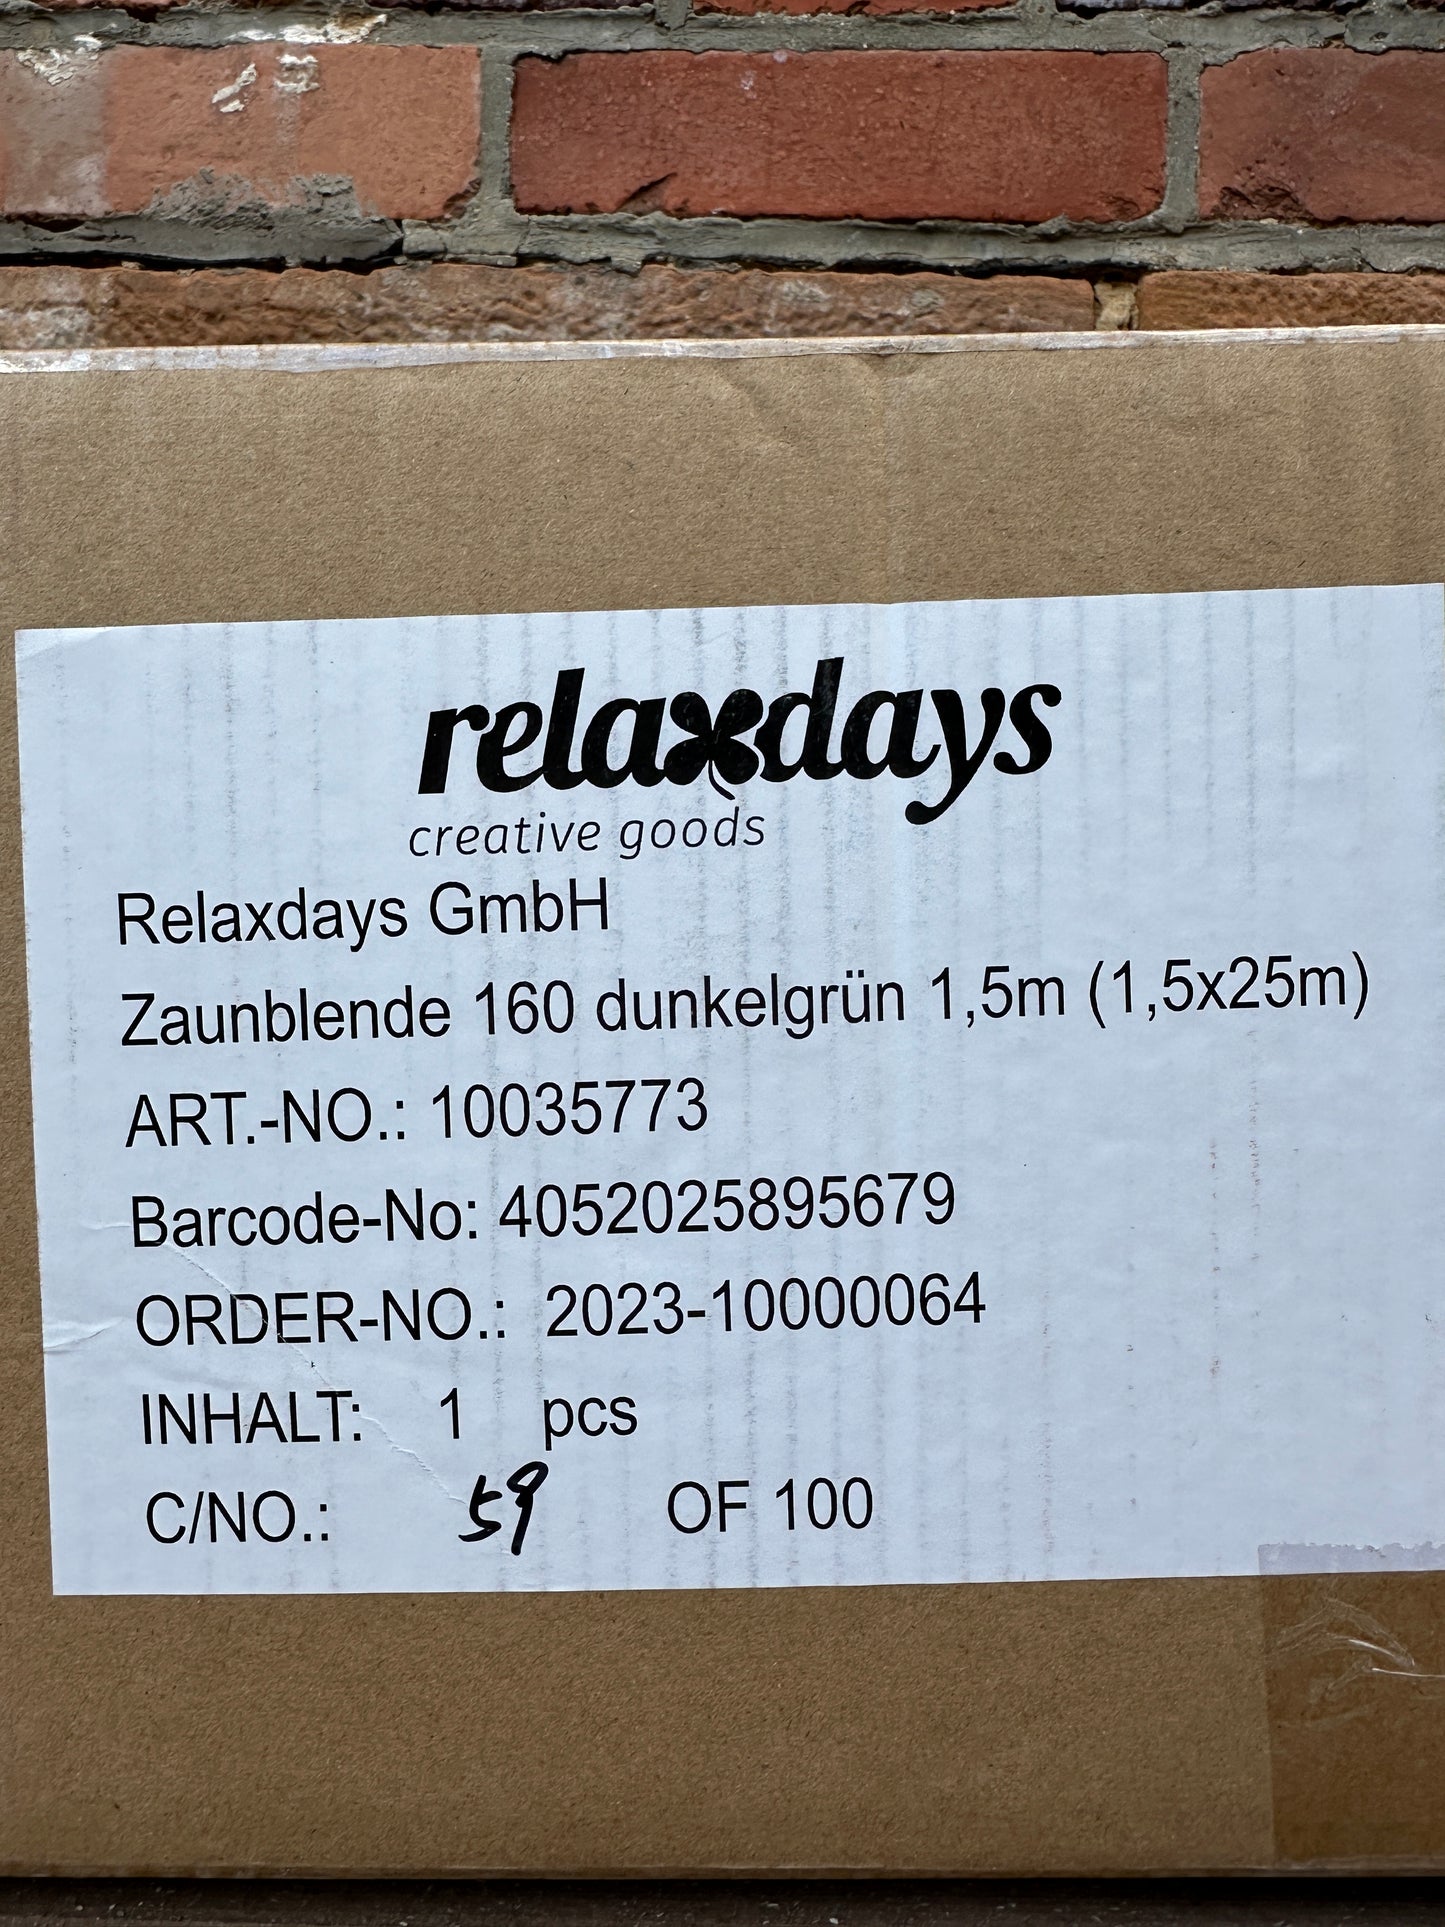 relaxdays
creative goods
Relaxdays GmbH
Zaunblende 160 dunkelgrün 1,5m (1,5x25m)
ART.-NO.: 10035773
Barcode-No: 4052025895679
ORDER-NO.: 2023-10000064
INHALT: 1 pcs
C/NO.: 59 OF 100